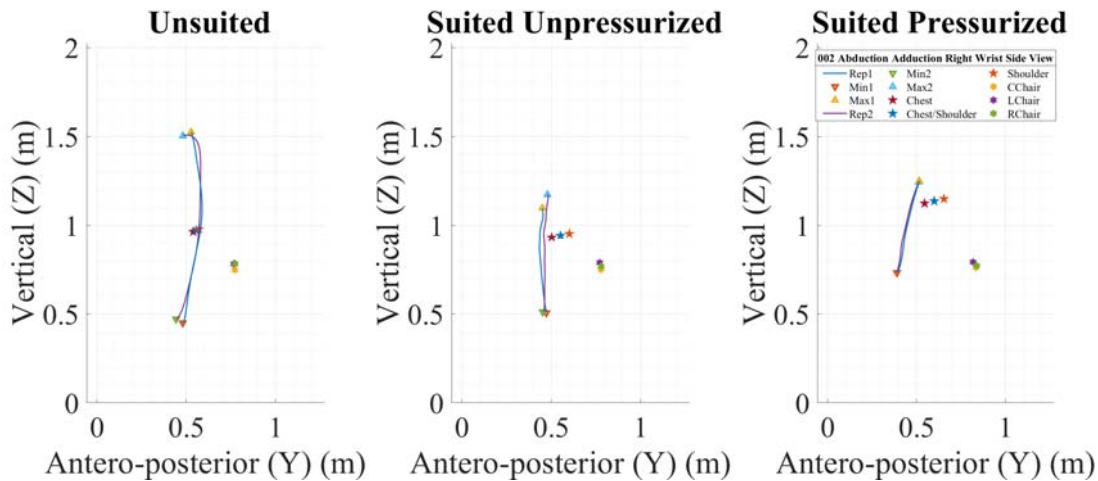 Unsuited
Suited Unpressurized
Suited Pressurized
2
1.5
1
0.5
0
Vertical (Z) (m)
0
0.5
1
Antero-posterior (Y) (m)
2
1.5
1
0.5
0
Vertical (Z) (m)
0
0.5
1
Antero-posterior (Y) (m)
2
1.5
1
0.5
0
Vertical (Z) (m)
0
0.5
1
Antero-posterior (Y) (m)
002 Abduction Adduction Right Wrist Side View
Rep1
Min1
Max1
Rep2
Min2
Max2
Chest
Chest/Shoulder
Shoulder
CChair
LChair
RChair